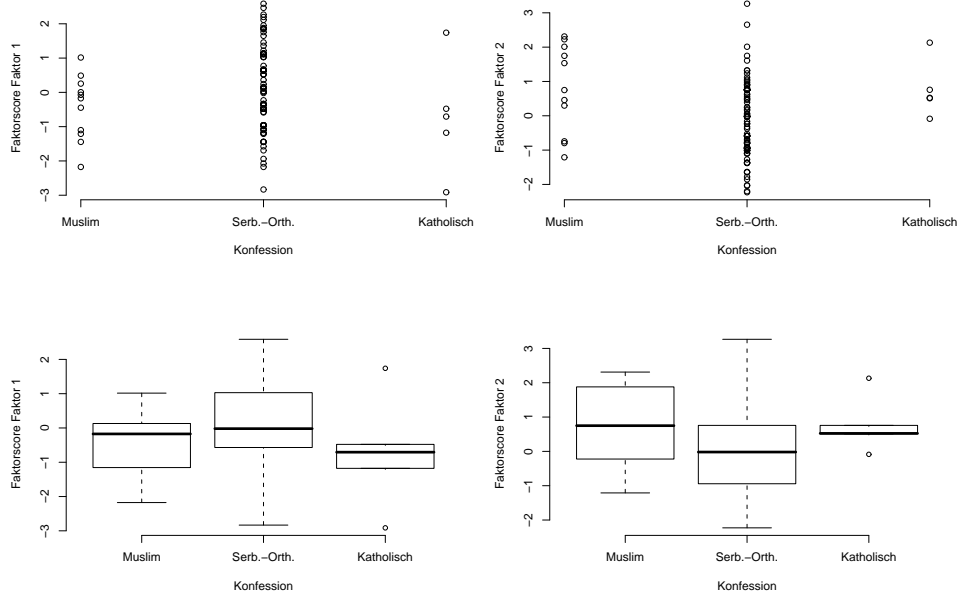 Faktorscore Faktor 1
2
1
0
−1
−2
−3
Muslim Serb.−Orth. Katholisch
Konfession
Faktorscore Faktor 2
3
2
1
0
−1
−2
Muslim Serb.−Orth. Katholisch
Konfession
Faktorscore Faktor 1
2
1
0
−1
−2
−3
Muslim Serb.−Orth. Katholisch
Konfession
Faktorscore Faktor 2
3
2
1
0
−1
−2
Muslim Serb.−Orth. Katholisch
Konfession